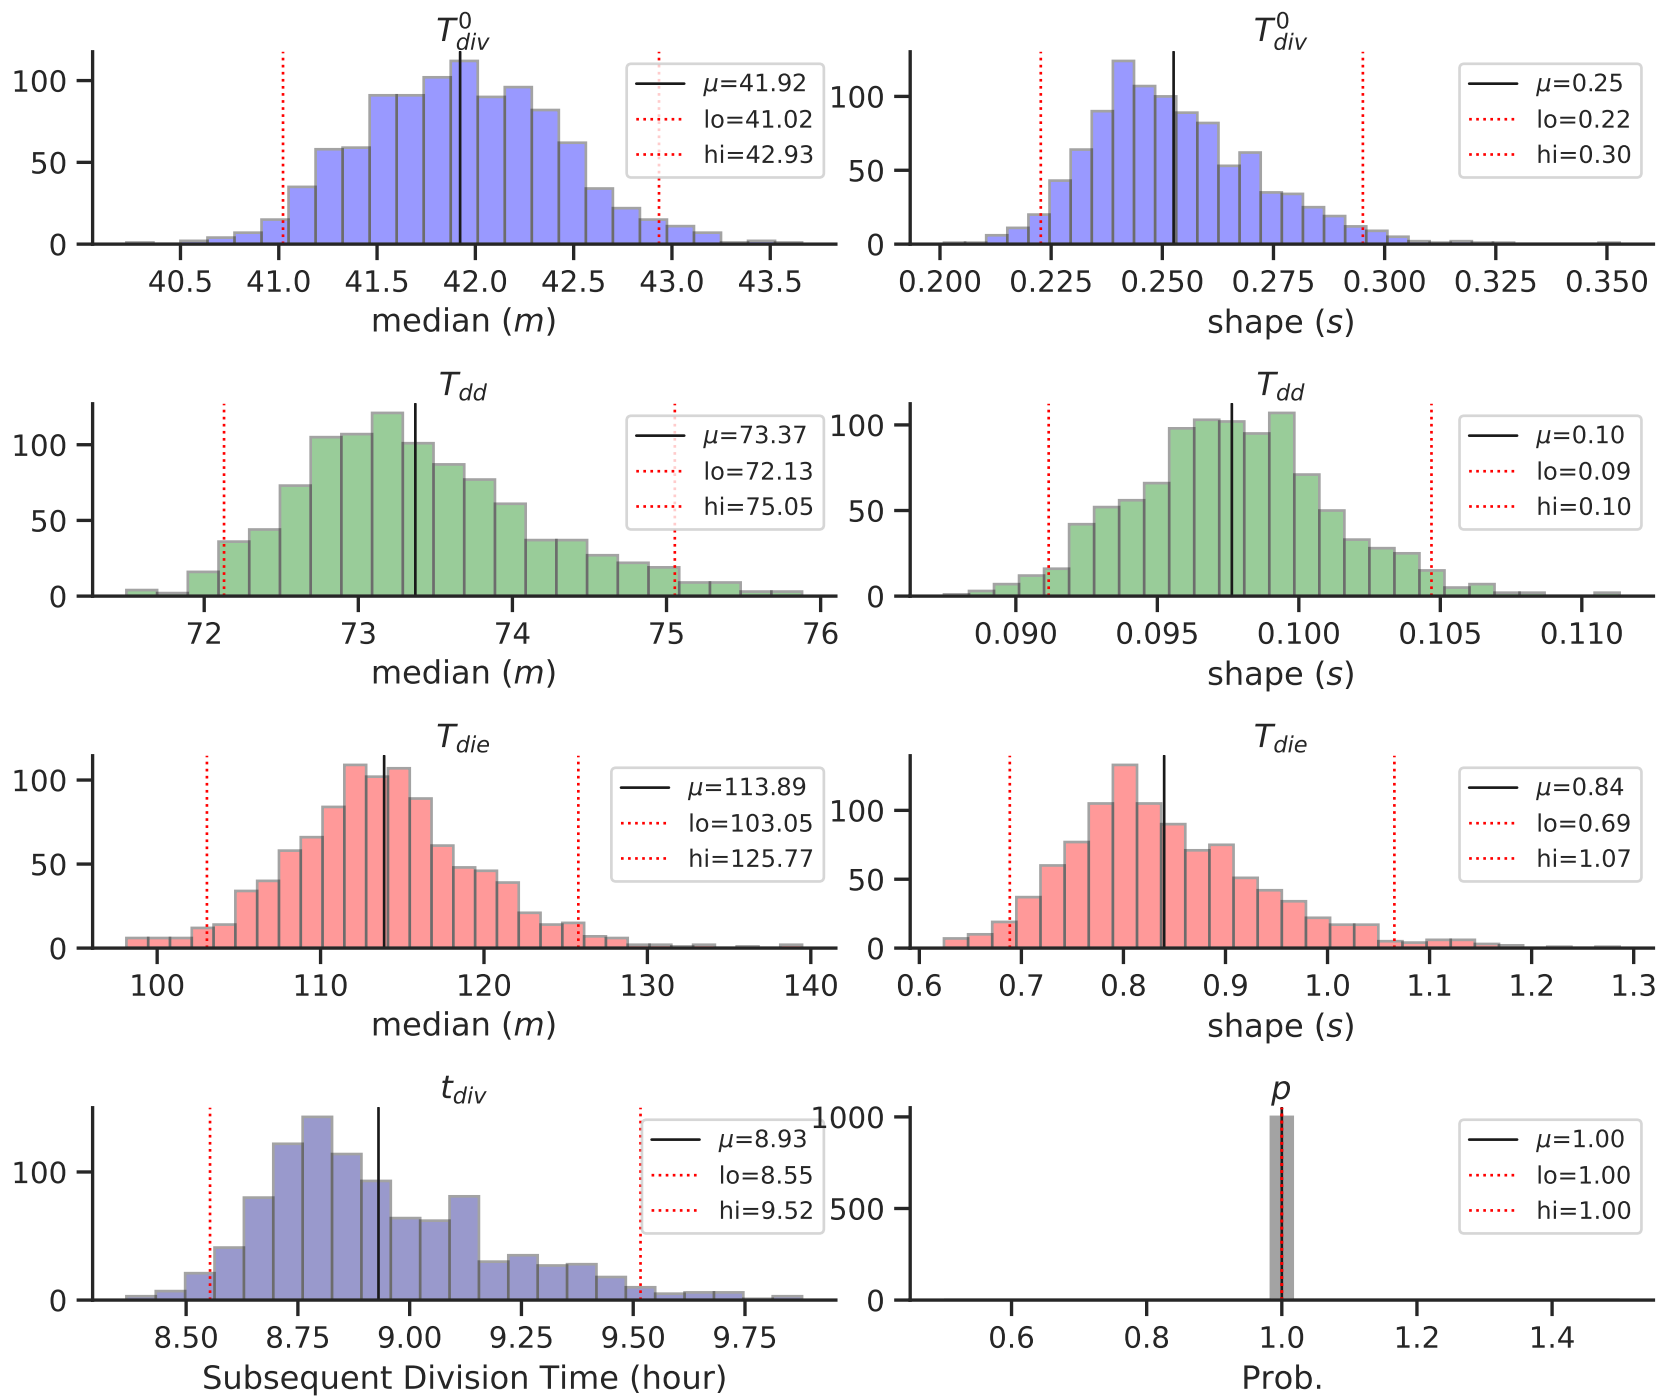 T⁰div
100
50
0
μ=41.92
lo=41.02
hi=42.93
40.5 41.0 41.5 42.0 42.5 43.0 43.5
median (m)
T⁰div
100
50
0
μ=0.25
lo=0.22
hi=0.30
0.200 0.225 0.250 0.275 0.300 0.325 0.350
shape (s)
Tdd
100
50
0
μ=73.37
lo=72.13
hi=75.05
72 73 74 75 76
median (m)
Tdd
100
50
0
μ=0.10
lo=0.09
hi=0.10
0.090 0.095 0.100 0.105 0.110
shape (s)
Tdie
100
50
0
μ=113.89
lo=103.05
hi=125.77
100 110 120 130 140
median (m)
Tdie
100
50
0
μ=0.84
lo=0.69
hi=1.07
0.6 0.7 0.8 0.9 1.0 1.1 1.2 1.3
shape (s)
tdiv
100
0
μ=8.93
lo=8.55
hi=9.52
8.50 8.75 9.00 9.25 9.50 9.75
Subsequent Division Time (hour)
p
1000
500
0
μ=1.00
lo=1.00
hi=1.00
0.6 0.8 1.0 1.2 1.4
Prob.